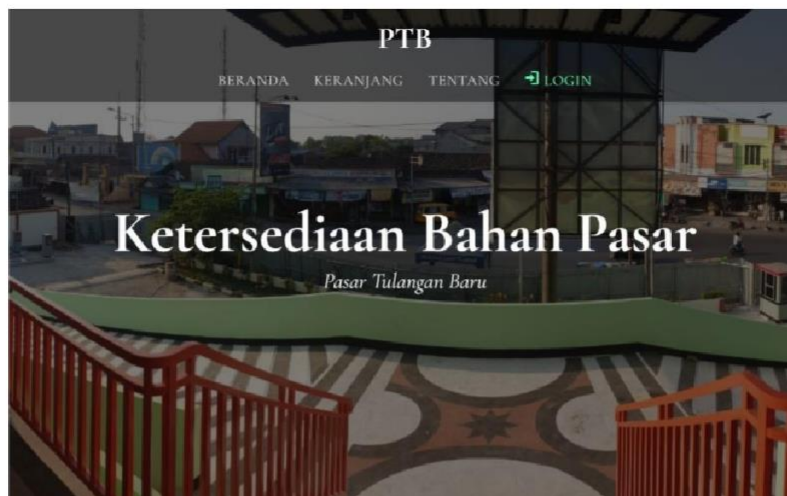 PTB
BERANDA KERANJANG TENTANG LOGIN
Ketersediaan Bahan Pasar
Pasar Tulangan Baru